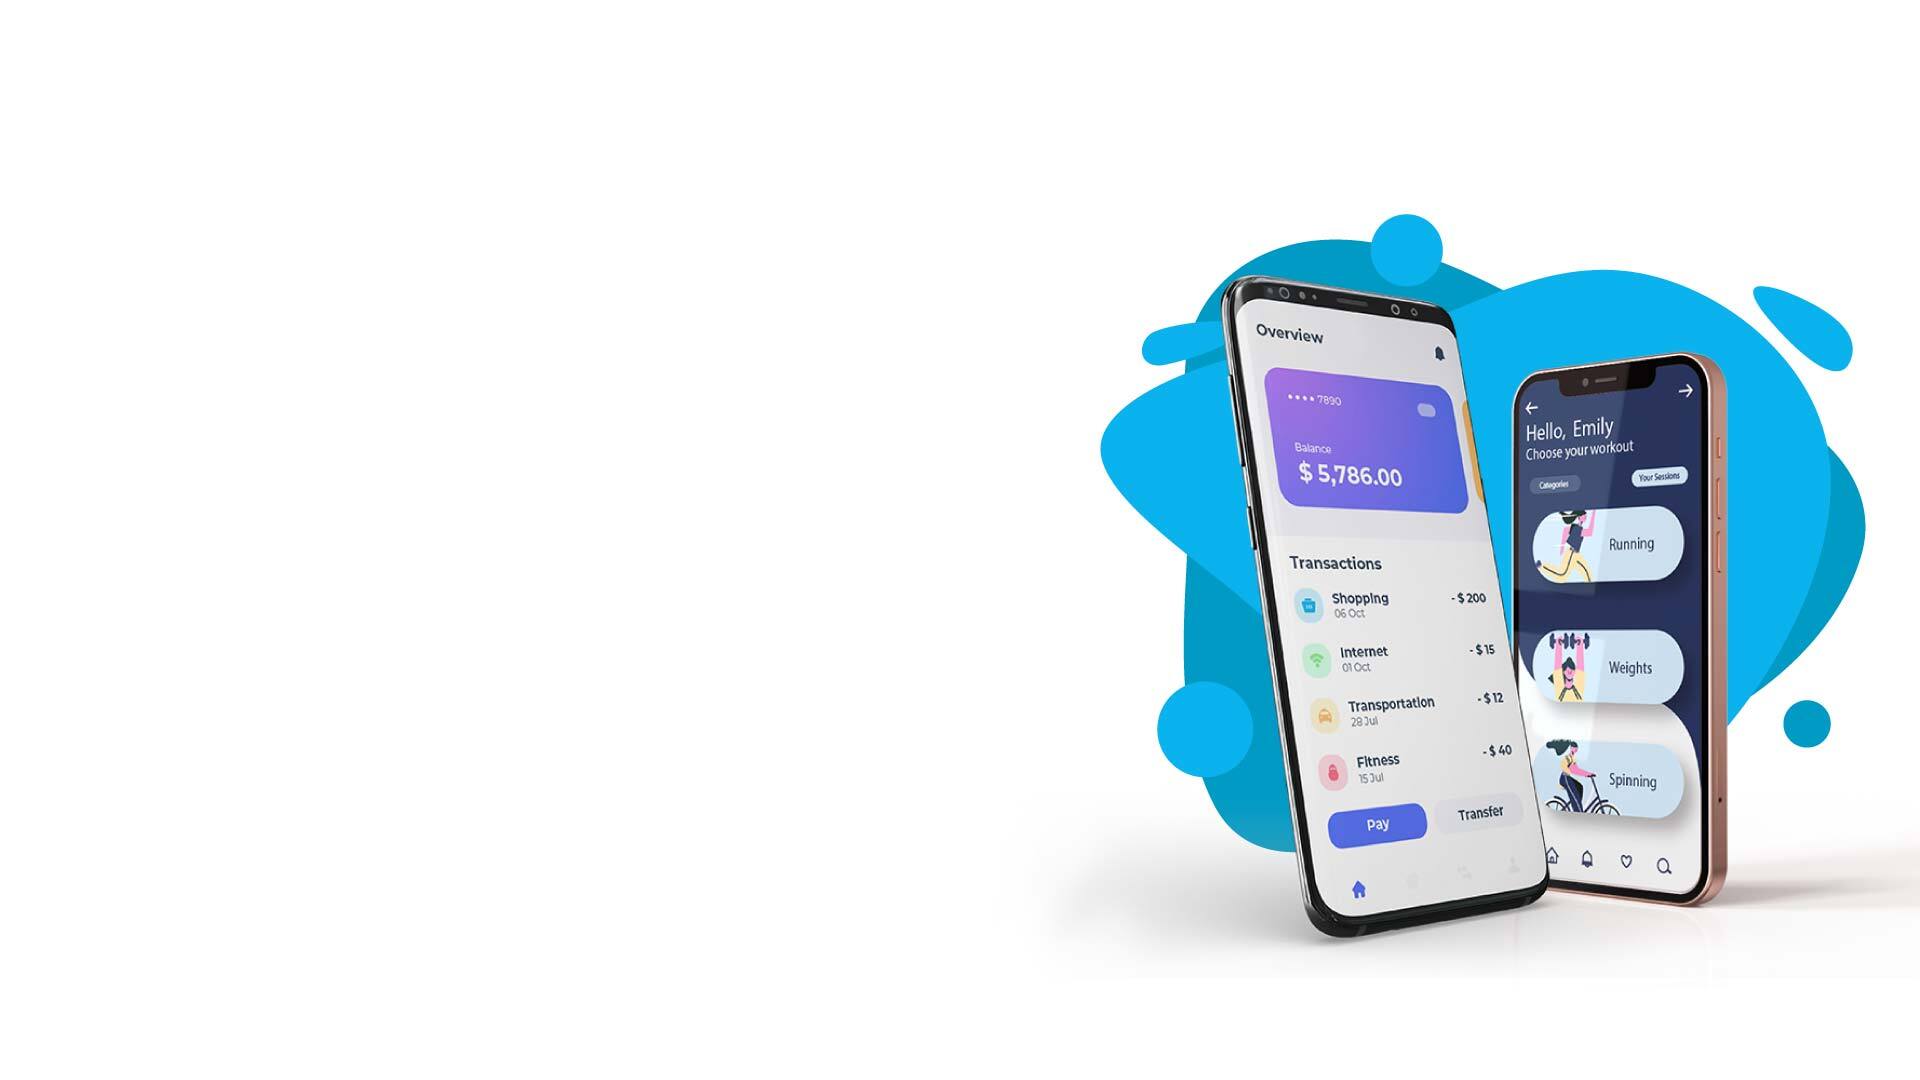 Overview
•••• 7890
Balance
$ 5,786.00
Transactions
Shopping
06 Oct
- $ 200
Internet
01 Oct
- $ 15
Transportation
28 Jul
- $ 12
Fitness
15 Jul
- $ 40
Pay
Transfer
Hello, Emily
Choose your workout
Categories
Your Sessions
Running
Weights
Spinning